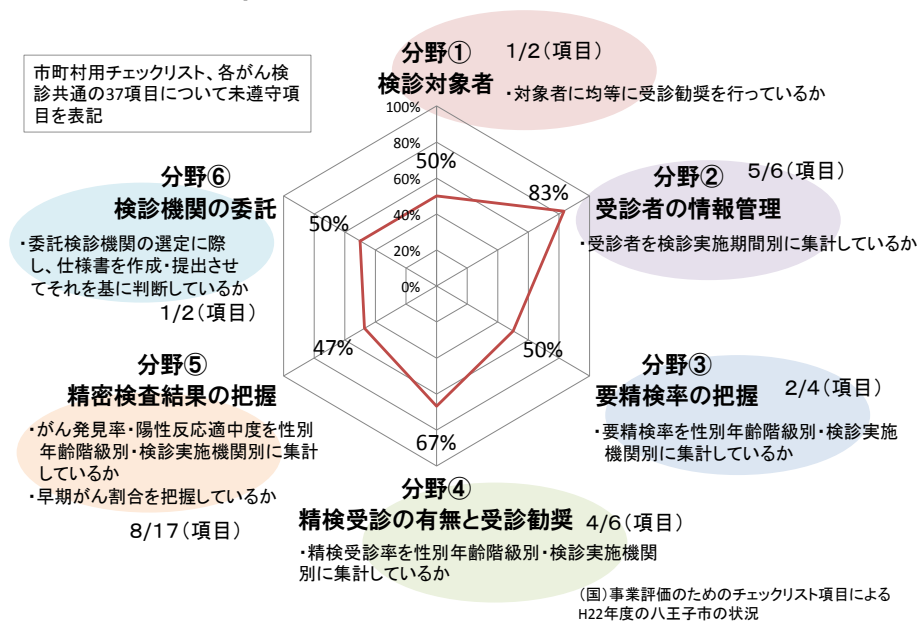 市町村用チェックリスト、各がん検
診共通の37項目について未遵守項
目を表記
分野①
検診対象者
1/2(項目)
・対象者に均等に受診勧奨を行っているか
100%
80%
60%
40%
20%
0%
50%
83%
50%
67%
47%
50%
分野②
受診者の情報管理
5/6(項目)
・受診者を検診実施期間別に集計しているか
分野③
要精検率の把握
2/4(項目)
・要精検率を性別年齢階級別・検診実施
機関別に集計しているか
分野④
精検受診の有無と受診勧奨
4/6(項目)
・精検受診率を性別年齢階級別・検診実施機関
別に集計しているか
分野⑤
精密検査結果の把握
・がん発見率・陽性反応適中度を性別
年齢階級別・検診実施機関別に集計
しているか
・早期がん割合を把握しているか
8/17(項目)
分野⑥
検診機関の委託
・委託検診機関の選定に際
し、仕様書を作成・提出させ
てそれを基に判断しているか
1/2(項目)
(国)事業評価のためのチェックリスト項目による
H22年度の八王子市の状況